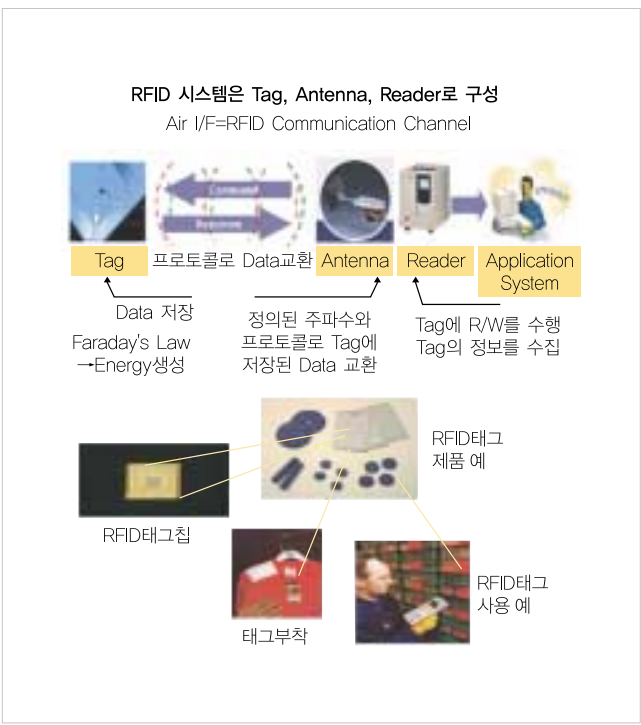 RFID 시스템은 Tag, Antenna, Reader로 구성
Air I/F=RFID Communication Channel
Command
Response
Tag
프로토콜로 Data교환
Antenna
Reader
Application
System
Data 저장
Faraday's Law
→Energy생성
정의된 주파수와
프로토콜로 Tag에
저장된 Data 교환
Tag에 R/W를 수행
Tag의 정보를 수집
RFID태그
제품 예
RFID태그칩
태그부착
RFID태그
사용 예